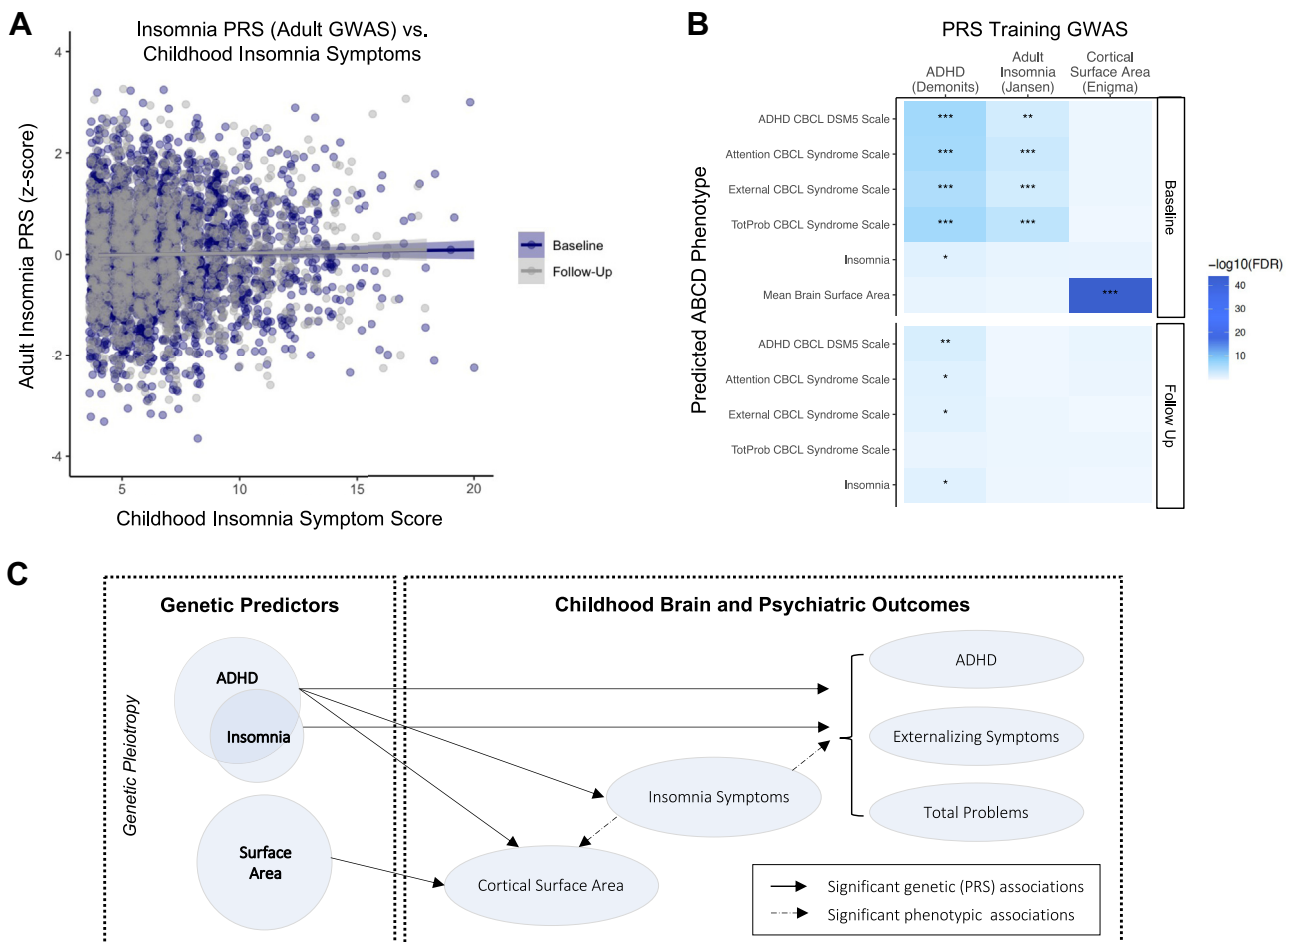 A
Insomnia PRS (Adult GWAS) vs.
Childhood Insomnia Symptoms
Adult Insomnia PRS (z-score)
4
2
0
-2
-4
5
10
15
20
Childhood Insomnia Symptom Score
Baseline
Follow-Up
B
PRS Training GWAS
ADHD
(Demonits)
Adult
Insomnia
(Jansen)
Cortical
Surface Area
(Enigma)
Predicted ABCD Phenotype
ADHD CBCL DSM5 Scale
*** **
Attention CBCL Syndrome Scale
*** ***
External CBCL Syndrome Scale
*** ***
TotProb CBCL Syndrome Scale
*** ***
Insomnia
*
Mean Brain Surface Area
***
Baseline
ADHD CBCL DSM5 Scale
**
Attention CBCL Syndrome Scale
*
External CBCL Syndrome Scale
*
TotProb CBCL Syndrome Scale
Insomnia
*
Follow Up
−log10(FDR)
40
30
20
10
C
Genetic Predictors
Childhood Brain and Psychiatric Outcomes
Genetic Pleiotropy
ADHD
Insomnia
Surface
Area
Insomnia Symptoms
Cortical Surface Area
ADHD
Externalizing Symptoms
Total Problems
Significant genetic (PRS) associations
Significant phenotypic associations